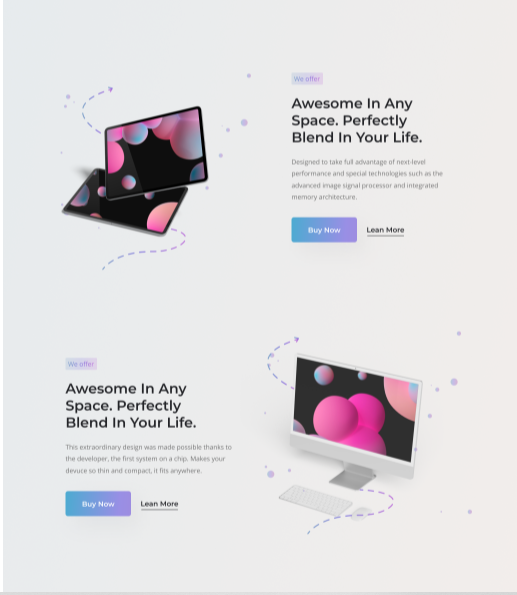 We offer
Awesome In Any
Space. Perfectly
Blend In Your Life.
Designed to take full advantage of next-level
performance and special technologies such as the
advanced image signal processor and integrated
memory architecture.
Buy Now
Lean More
We offer
Awesome In Any
Space. Perfectly
Blend In Your Life.
This extraordinary design was made possible thanks to
the developer, the first system on a chip. Makes your
devuce so thin and compact, it fits anywhere.
Buy Now
Lean More